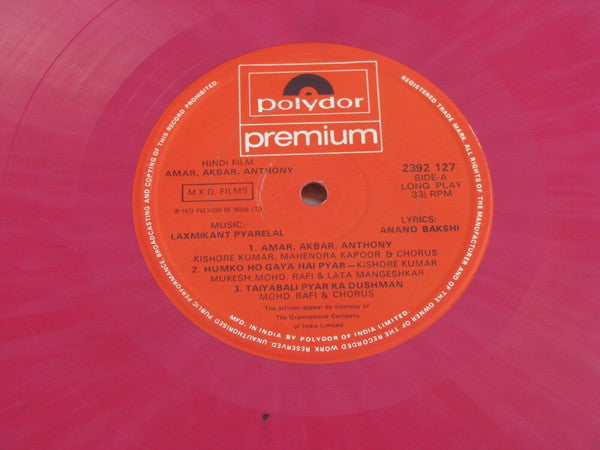 polydor
premium
HINDI FILM:
AMAR. AKBAR. ANTHONY
M.K.D. FILMS
℗ 1977 POLYDOR OF INDIA LTD.
2392 127
SIDE-A
LONG PLAY
33⅓ RPM
MUSIC:
LAXMIKANT PYARELAL
LYRICS:
ANAND BAKSHI
1. AMAR. AKBAR. ANTHONY
KISHORE KUMAR, MAHENDRA KAPOOR & CHORUS
2. HUMKO HO GAYA HAI PYAR—KISHORE KUMAR
MUKESH, MOHD. RAFI & LATA MANGESHKAR
3. TAIYABALI PYAR KA DUSHMAN
MOHD. RAFI & CHORUS
The artistes appear by courtesy of
The Gramophone Company
of India Limited
MFG. IN INDIA BY POLYDOR OF INDIA LIMITED.
REGISTERED TRADE MARK. ALL RIGHTS OF THE MANUFACTURER AND OF THE OWNER OF THE RECORDED WORK RESERVED. UNAUTHORISED PUBLIC PERFORMANCE, BROADCASTING AND COPYING OF THIS RECORD PROHIBITED.